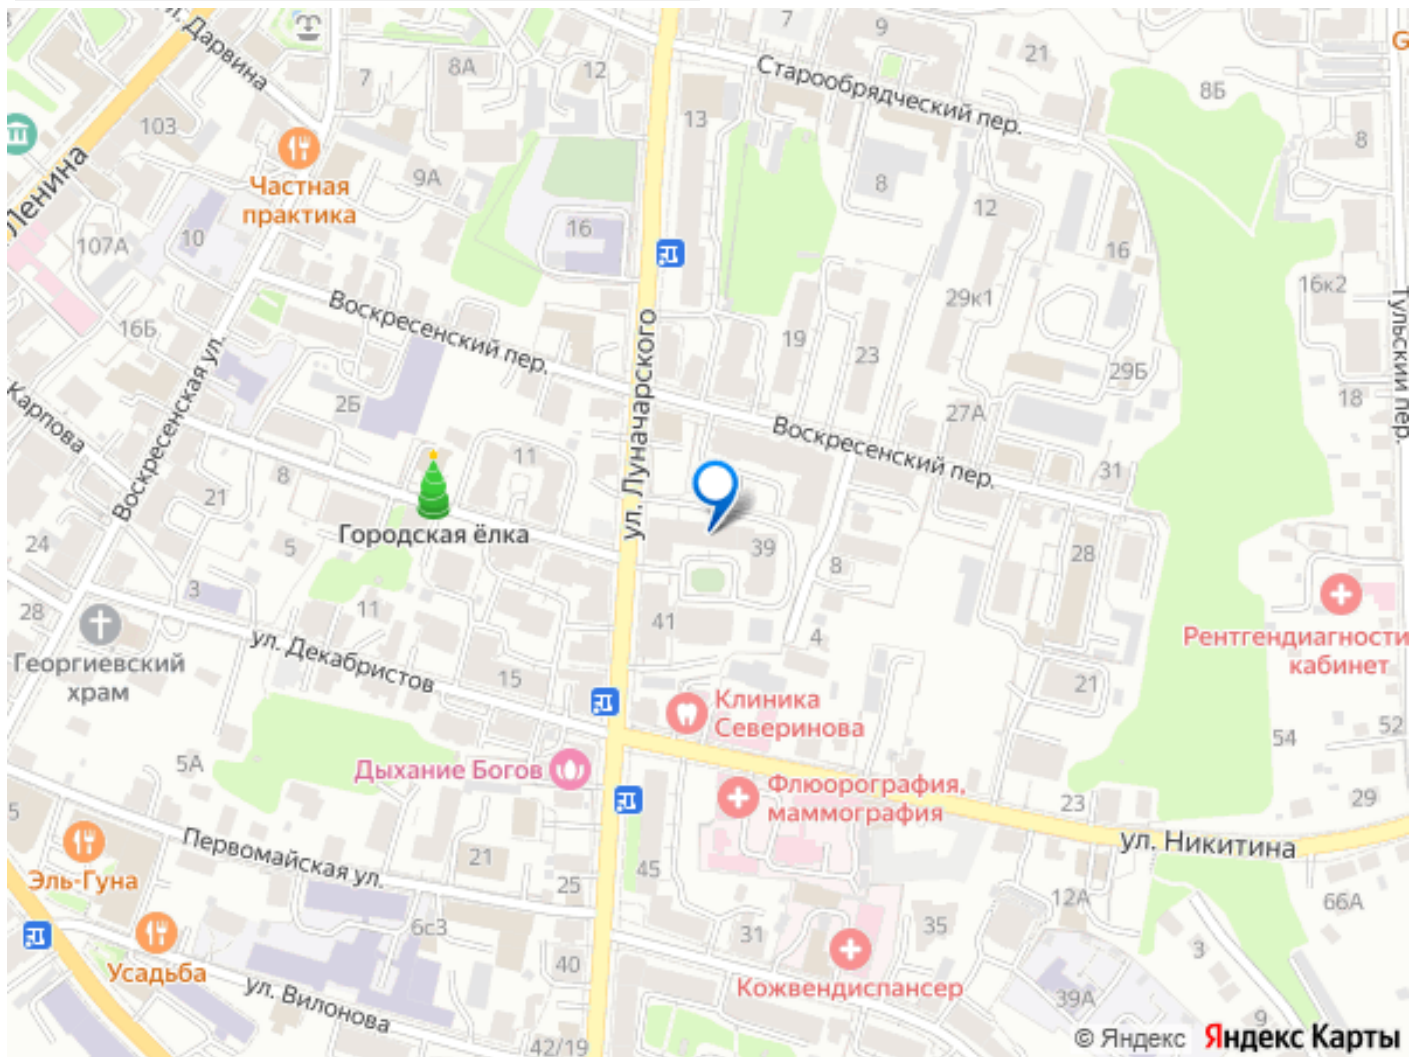 ул. Дарвина
7
9
21
G
8А
12
7
Старообрядческий пер.
8Б
103
13
8
Ленина
Частная
практика
9А
8
12
107А
10
16
16
16к2
29к1
Тульский пер.
Воскресенский пер.
16Б
ул. Луначарского
19
23
29Б
18
Карпова
Воскресенская ул.
2Б
27А
Воскресенский пер.
11
31
8
21
Городская ёлка
24
5
39
28
8
3
11
28
41
4
Георгиевский
храм
ул. Декабристов
Рентгендиагности
кабинет
15
21
Клиника
Северинова
54
52
5А
Дыхание Богов
Флюорография,
маммография
23
29
5
Первомайская ул.
ул. Никитина
Эль-Гуна
21
45
25
12А
66А
6с3
31
35
3
Усадьба
40
Кожвендиспансер
ул. Вилонова
39А
9
42/19
© Яндекс Яндекс Карты